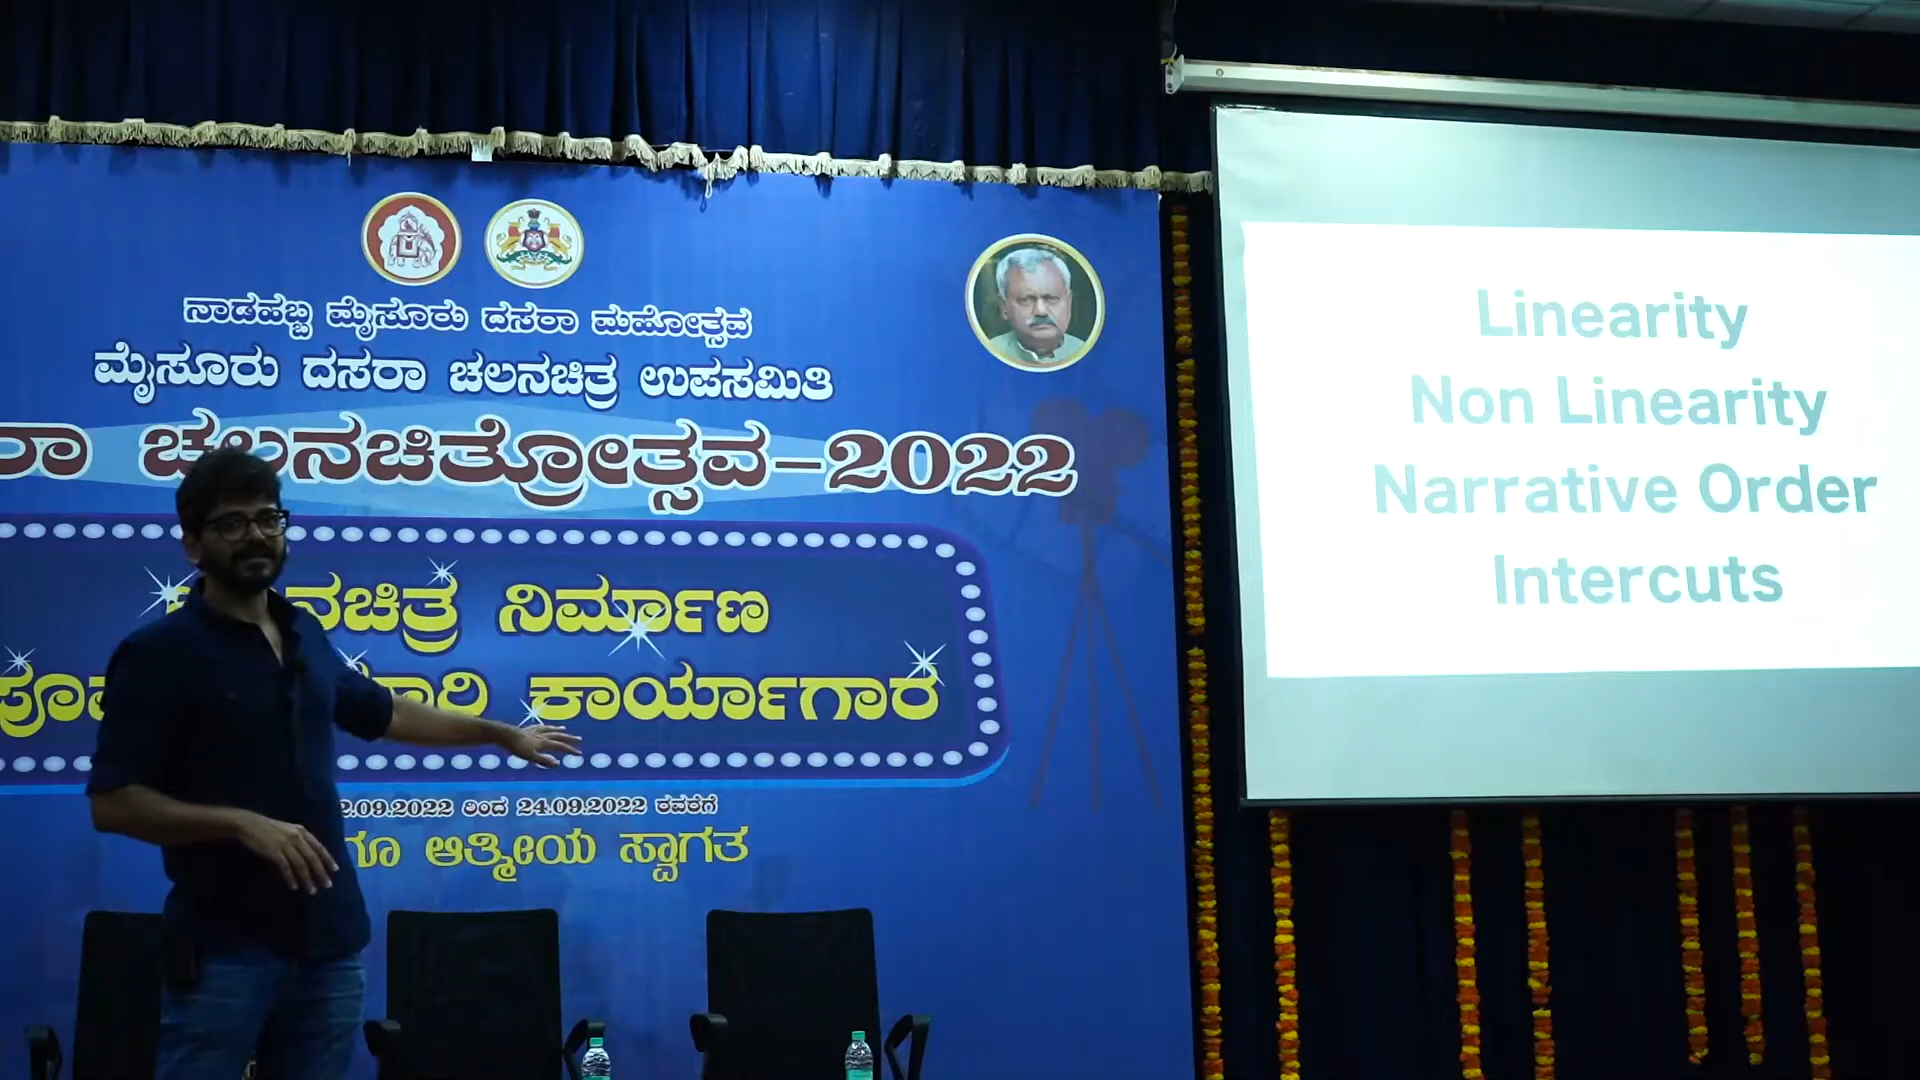 ನಾಡಹಬ್ಬ ಮೈಸೂರು ದಸರಾ ಮಹೋತ್ಸವ
ಮೈಸೂರು ದಸರಾ ಚಲನಚಿತ್ರ ಉಪಸಮಿತಿ
ರಾ ಚಲನಚಿತ್ರೋತ್ಸವ-2022
ನಚಿತ್ರ ನಿರ್ಮಾಣ
ಕಾರ್ಯಾಗಾರ
2.09.2022 ರಿಂದ 24.09.2022 ರವರೆಗೆ
ಗೂ ಆತ್ಮೀಯ ಸ್ವಾಗತ
Linearity
Non Linearity
Narrative Order
Intercuts